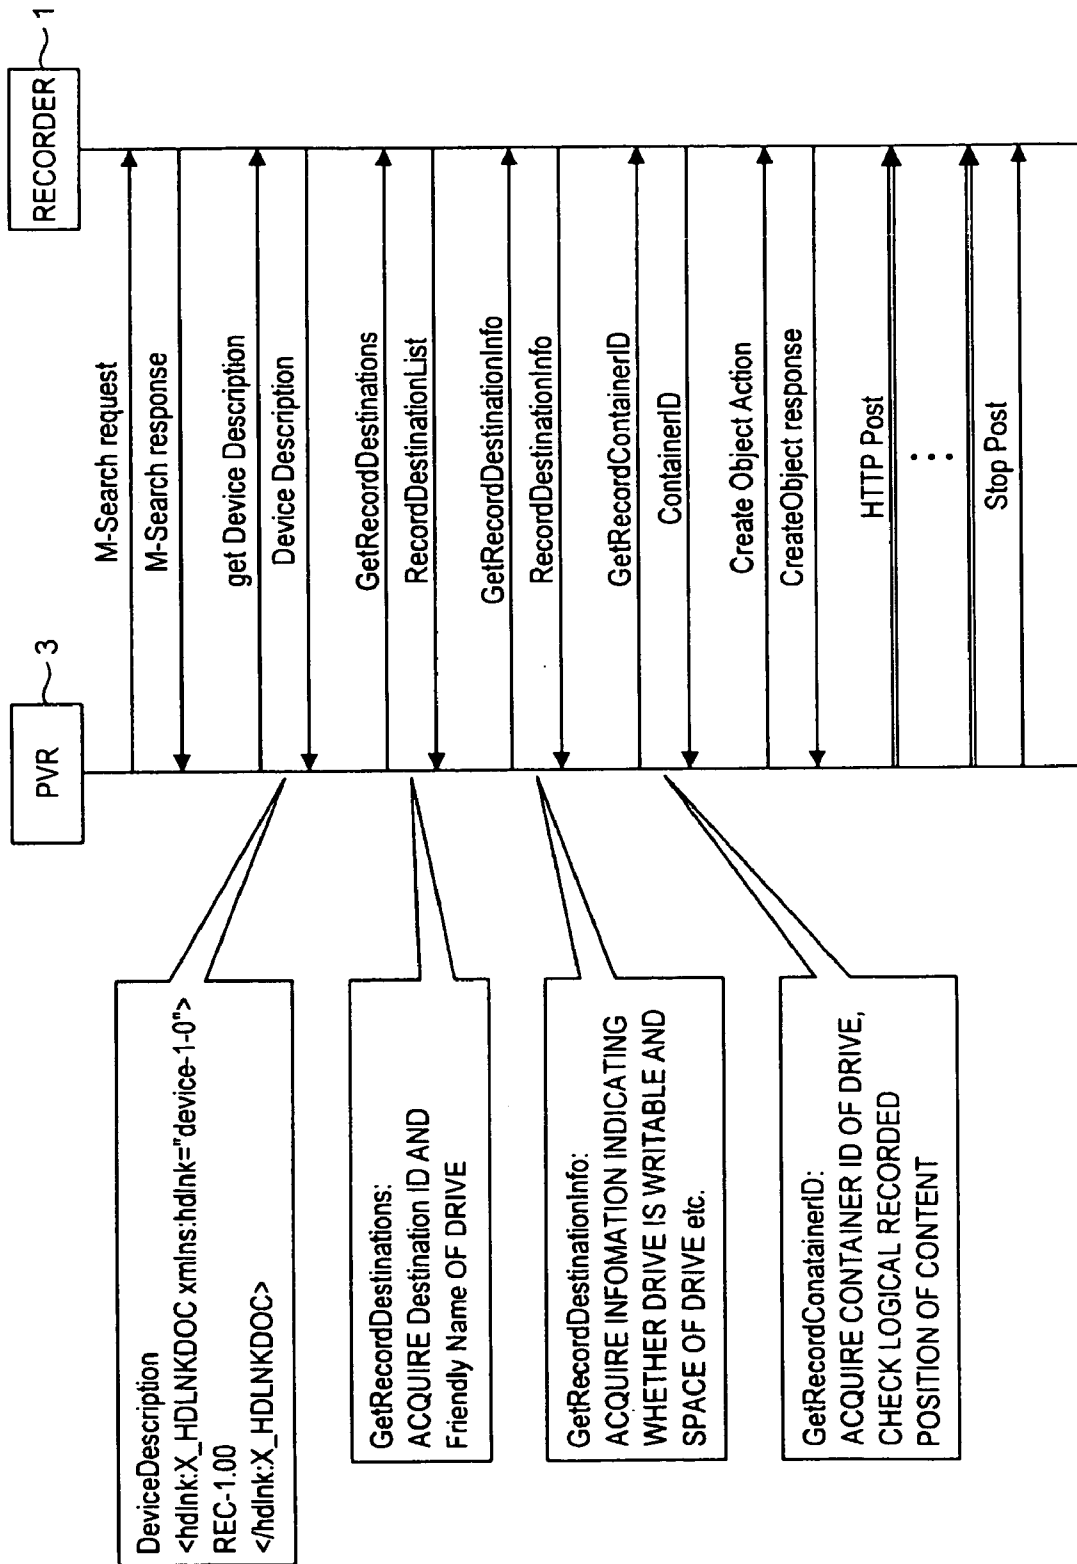 PVR
3
RECORDER
1
M-Search request
M-Search response
get Device Description
Device Description
GetRecordDestinations
RecordDestinationList
GetRecordDestinationInfo
RecordDestinationInfo
GetRecordContainerID
ContainerID
Create Object Action
CreateObject response
HTTP Post
...
Stop Post
DeviceDescription
<hdlnk:X_HDLNKDOC xmlns:hdlnk="device-1-0">
REC-1.00
</hdlnk:X_HDLNKDOC>
GetRecordDestinations:
ACQUIRE Destination ID AND
Friendly Name OF DRIVE
GetRecordDestinationInfo:
ACQUIRE INFOMATION INDICATING
WHETHER DRIVE IS WRITABLE AND
SPACE OF DRIVE etc.
GetRecordConatainerID:
ACQUIRE CONTAINER ID OF DRIVE,
CHECK LOGICAL RECORDED
POSITION OF CONTENT